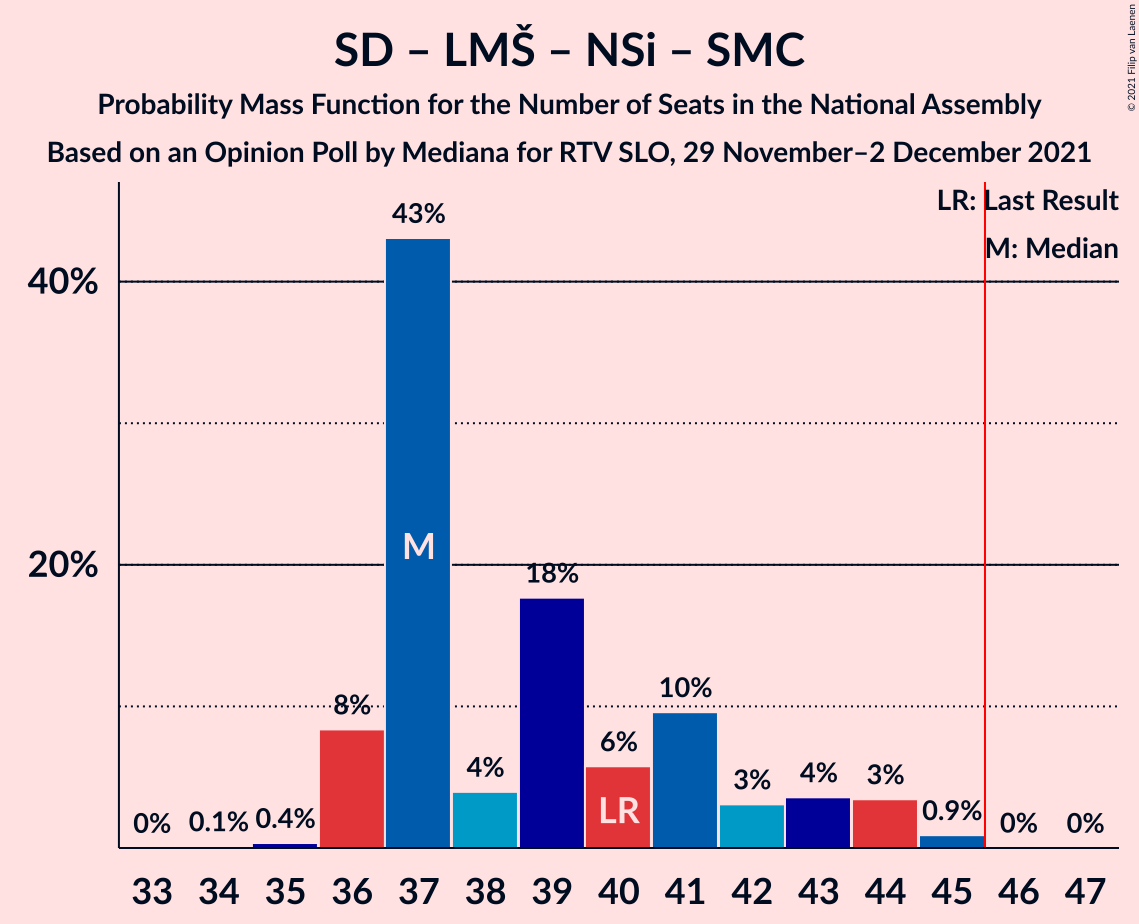 SD – LMŠ – NSi – SMC
Probability Mass Function for the Number of Seats in the National Assembly
Based on an Opinion Poll by Mediana for RTV SLO, 29 November–2 December 2021
© 2021 Filip van Laenen
LR: Last Result
M: Median
40%
20%
0%
0.1%
0.4%
8%
43%
4%
18%
6%
10%
3%
4%
3%
0.9%
0%
0%
M
LR
33 34 35 36 37 38 39 40 41 42 43 44 45 46 47